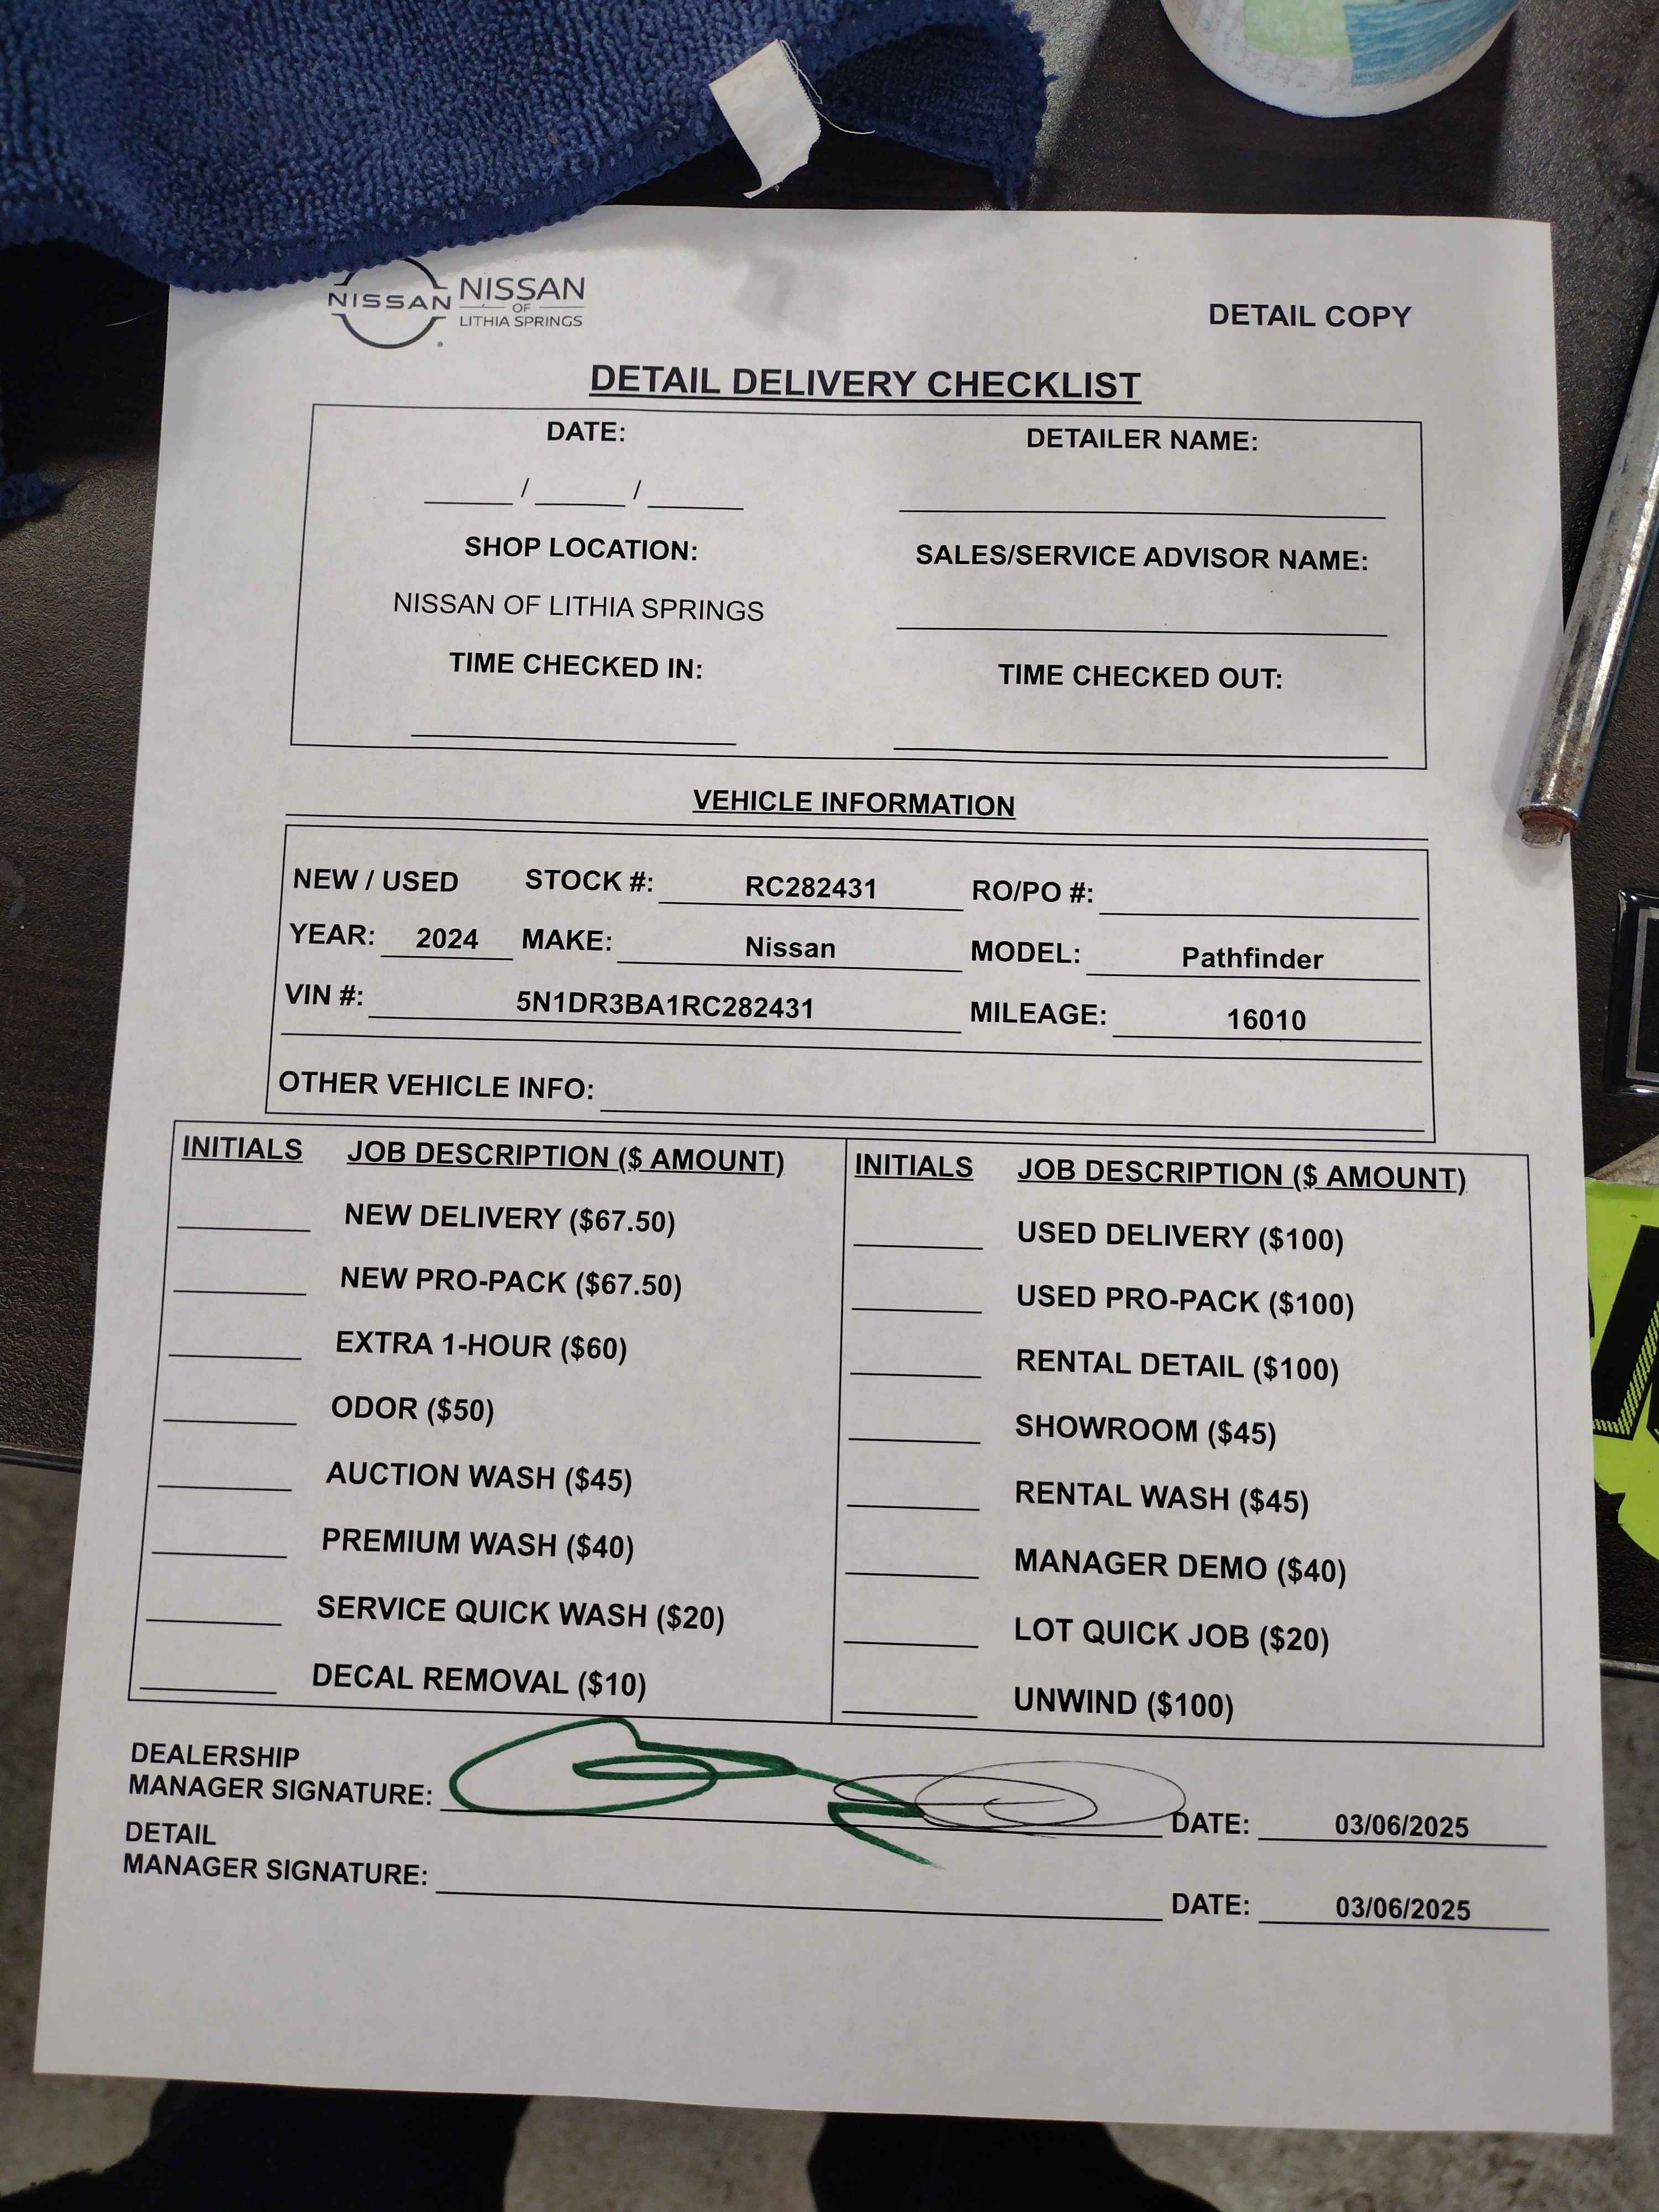 NISSAN NISSAN
OF
LITHIA SPRINGS
DETAIL COPY
DETAIL DELIVERY CHECKLIST
DATE: DETAILER NAME:
____ / ____ / ____ ____
SHOP LOCATION: SALES/SERVICE ADVISOR NAME:
NISSAN OF LITHIA SPRINGS
TIME CHECKED IN: TIME CHECKED OUT:
VEHICLE INFORMATION
NEW / USED STOCK #: RC282431 RO/PO #:
YEAR: 2024 MAKE: Nissan MODEL: Pathfinder
VIN #: 5N1DR3BA1RC282431 MILEAGE: 16010
OTHER VEHICLE INFO:
INITIALS JOB DESCRIPTION ($ AMOUNT) INITIALS JOB DESCRIPTION ($ AMOUNT)
NEW DELIVERY ($67.50) USED DELIVERY ($100)
NEW PRO-PACK ($67.50) USED PRO-PACK ($100)
EXTRA 1-HOUR ($60) RENTAL DETAIL ($100)
ODOR ($50) SHOWROOM ($45)
AUCTION WASH ($45) RENTAL WASH ($45)
PREMIUM WASH ($40) MANAGER DEMO ($40)
SERVICE QUICK WASH ($20) LOT QUICK JOB ($20)
DECAL REMOVAL ($10) UNWIND ($100)
DEALERSHIP
MANAGER SIGNATURE: DATE: 03/06/2025
DETAIL
MANAGER SIGNATURE: DATE: 03/06/2025